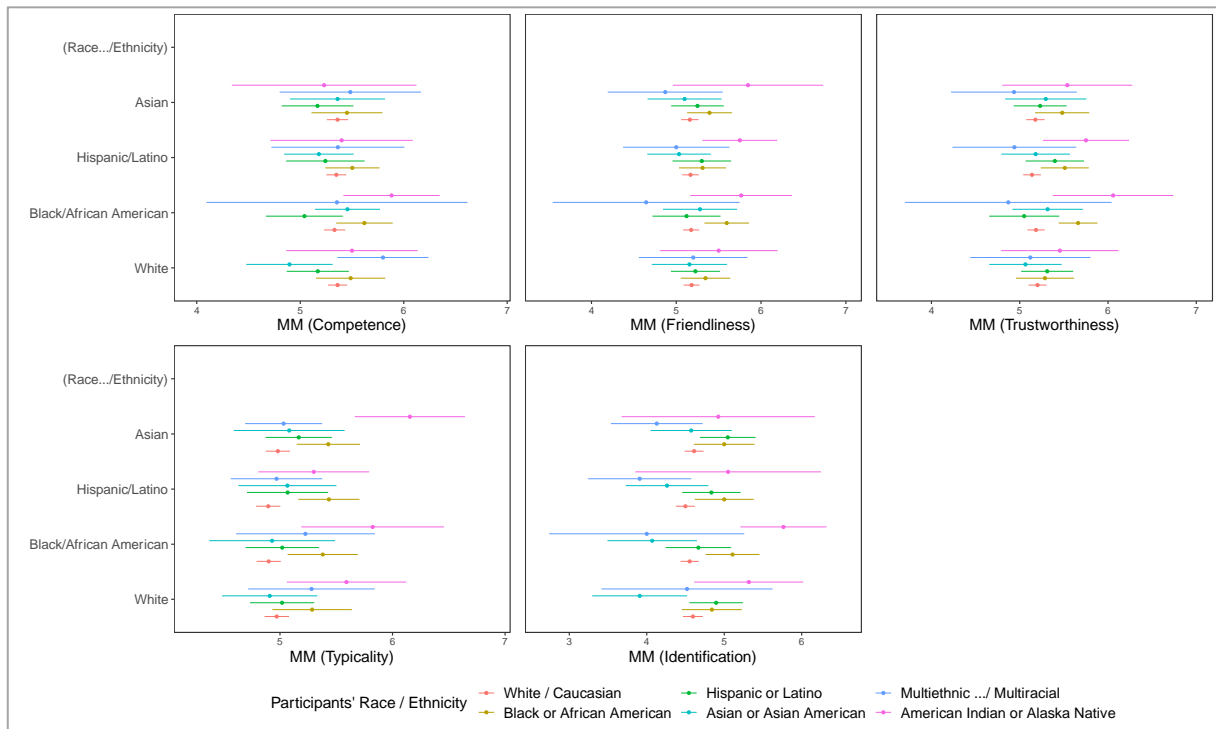 (Race.../Ethnicity)
Asian
Hispanic/Latino
Black/African American
White
4 5 6 7
MM (Competence)
4 5 6 7
MM (Friendliness)
4 5 6 7
MM (Trustworthiness)
(Race.../Ethnicity)
Asian
Hispanic/Latino
Black/African American
White
5 6 7
MM (Typicality)
3 4 5 6
MM (Identification)
Participants' Race / Ethnicity
White / Caucasian
Hispanic or Latino
Multiethnic .../ Multiracial
Black or African American
Asian or Asian American
American Indian or Alaska Native